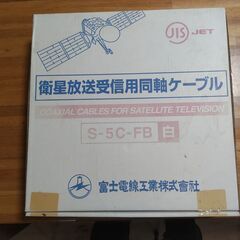 JIS JET
衛星放送受信用同軸ケーブル
COAXIAL CABLES FOR SATELLITE TELEVISION
S-5C-FB 白
富士電線工業株式会社